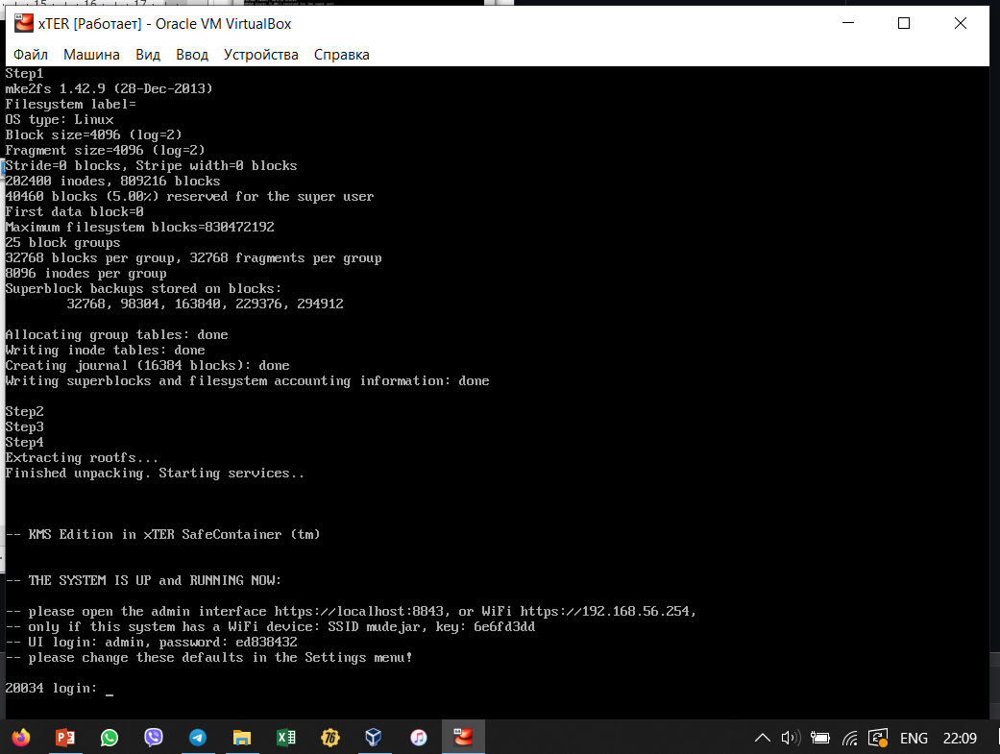 15 16 17
xTER [Работает] - Oracle VM VirtualBox
Файл Машина Вид Ввод Устройства Справка
Step1
mke2fs 1.42.9 (28-Dec-2013)
Filesystem label=
OS type: Linux
Block size=4096 (log=2)
Fragment size=4096 (log=2)
Stride=0 blocks, Stripe width=0 blocks
202400 inodes, 809216 blocks
40460 blocks (5.00%) reserved for the super user
First data block=0
Maximum filesystem blocks=830472192
25 block groups
32768 blocks per group, 32768 fragments per group
8096 inodes per group
Superblock backups stored on blocks:
32768, 98304, 163840, 229376, 294912
Allocating group tables: done
Writing inode tables: done
Creating journal (16384 blocks): done
Writing superblocks and filesystem accounting information: done
Step2
Step3
Step4
Extracting rootfs...
Finished unpacking. Starting services..
-- KMS Edition in xTER SafeContainer (tm)
-- THE SYSTEM IS UP and RUNNING NOW:
-- please open the admin interface https://localhost:8843, or WiFi https://192.168.56.254,
-- only if this system has a WiFi device: SSID mudejar, key: 6e6fd3dd
-- UI login: admin, password: ed838432
-- please change these defaults in the Settings menu!
20034 login: _
76
ENG 22:09